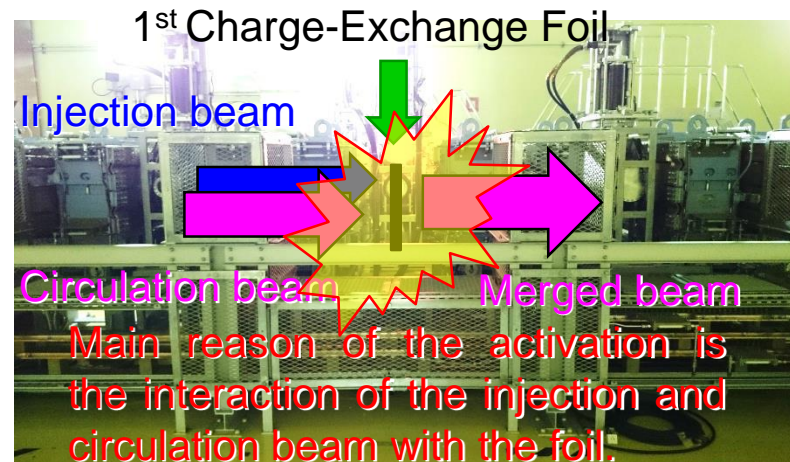 1st Charge-Exchange Foil
Injection beam
Circulation beam
Merged beam
Main reason of the activation is
the interaction of the injection and
circulation beam with the foil.